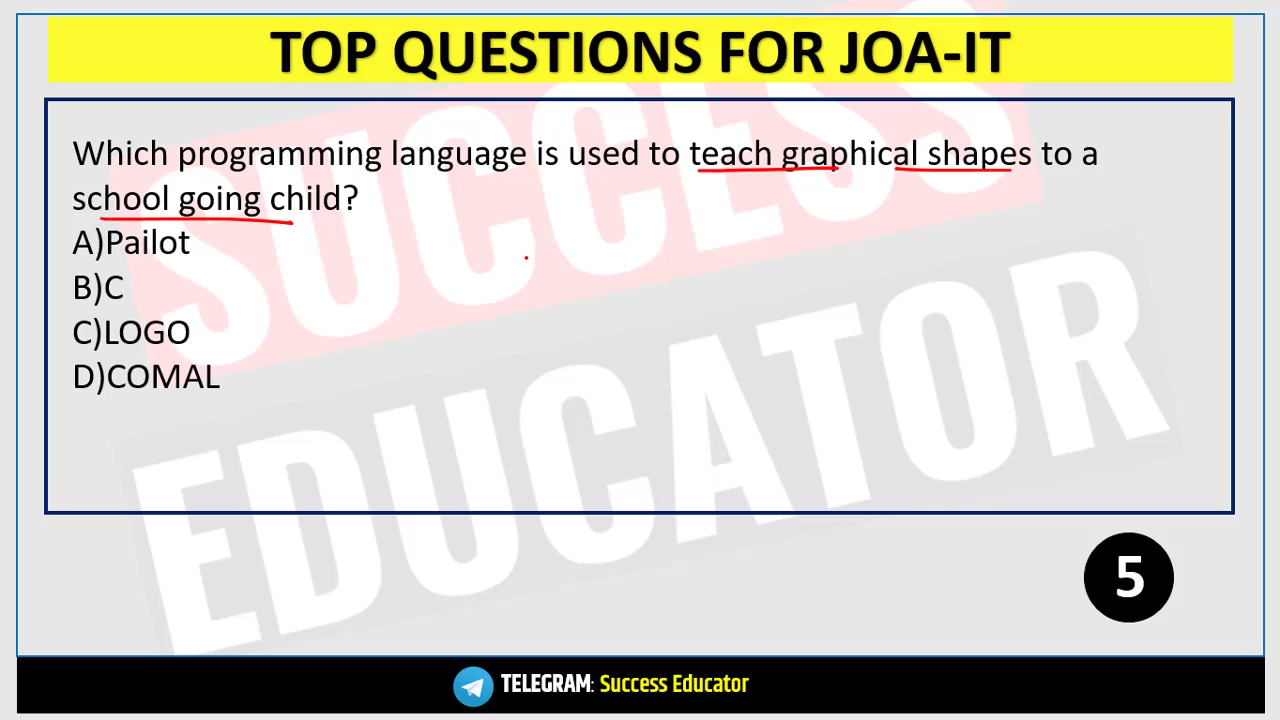 TOP QUESTIONS FOR JOA-IT
SUCCESS
EDUCATOR
Which programming language is used to teach graphical shapes to a
school going child?
A)Pailot
B)C
C)LOGO
D)COMAL
5
TELEGRAM: Success Educator